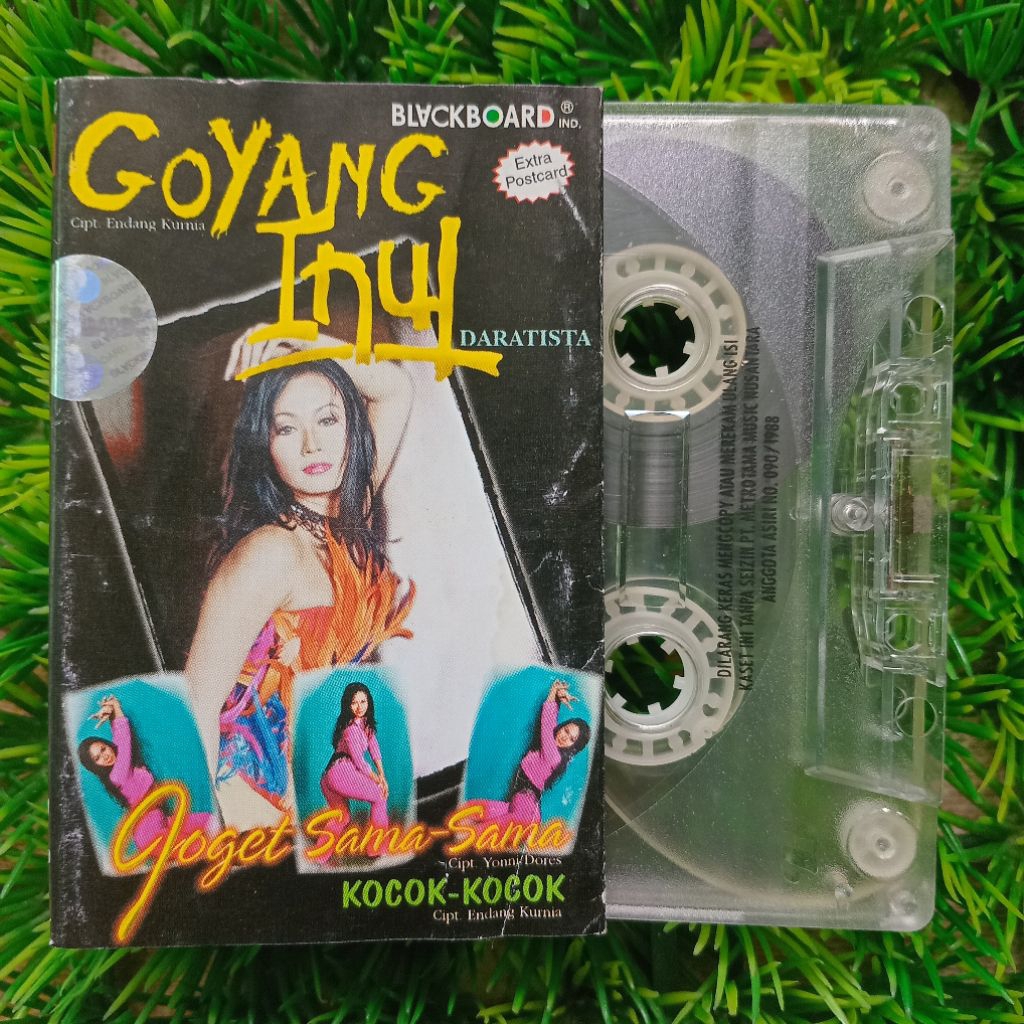 BLACKBOARD ®
IND.
Extra
Postcard
GOYANG
Cipt. Endang Kurnia
Inul
DARATISTA
Joget Sama-Sama
Cipt. Yonni Dores
KOCOK-KOCOK
Cipt. Endang Kurnia
DILARANG KERAS MENGCOPY ATAU MEREKAM ULANG ISI
KASET INI TANPA SEIZIN PT. METROTAMA MUSIC NUSANTARA
ANGGOTA ASIRI NO. 090/1988